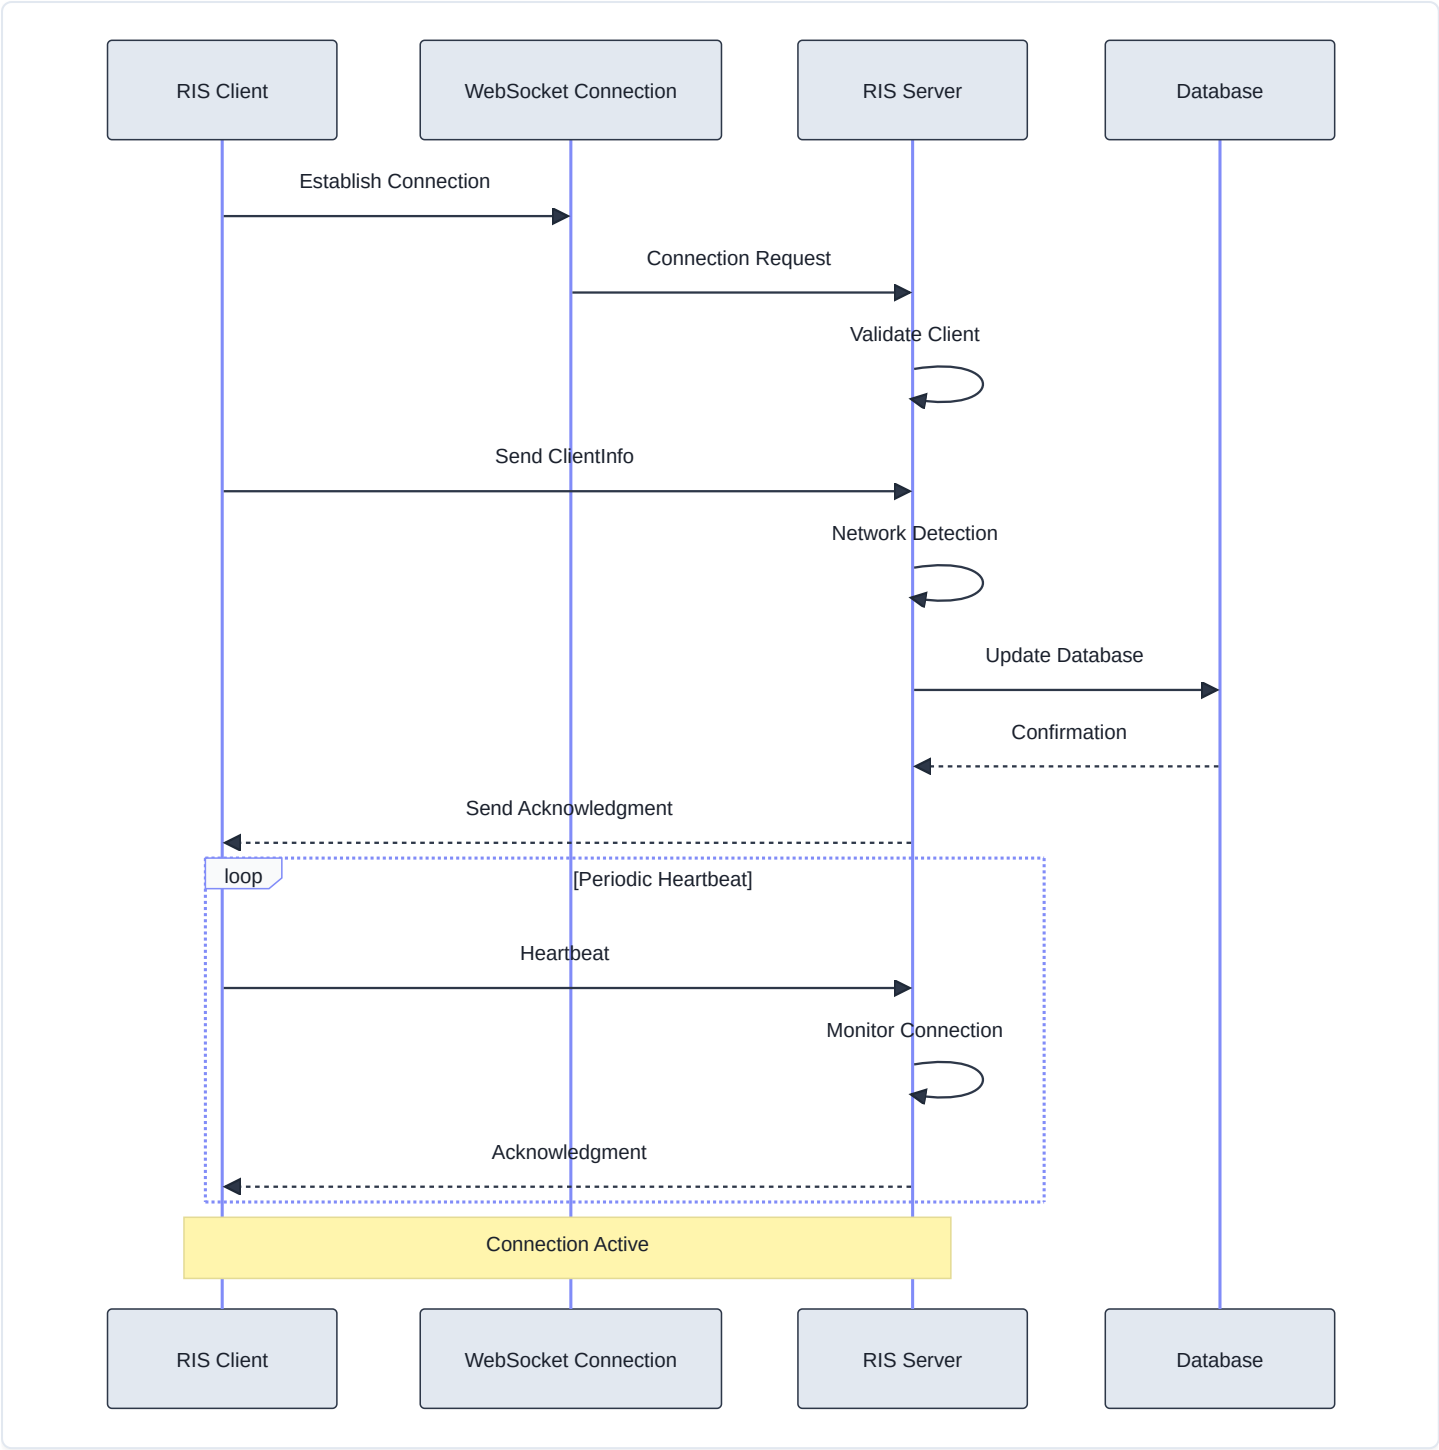 RIS Client
WebSocket Connection
RIS Server
Database
Establish Connection
Connection Request
Validate Client
Send ClientInfo
Network Detection
Update Database
Confirmation
Send Acknowledgment
loop
[Periodic Heartbeat]
Heartbeat
Monitor Connection
Acknowledgment
Connection Active
RIS Client
WebSocket Connection
RIS Server
Database